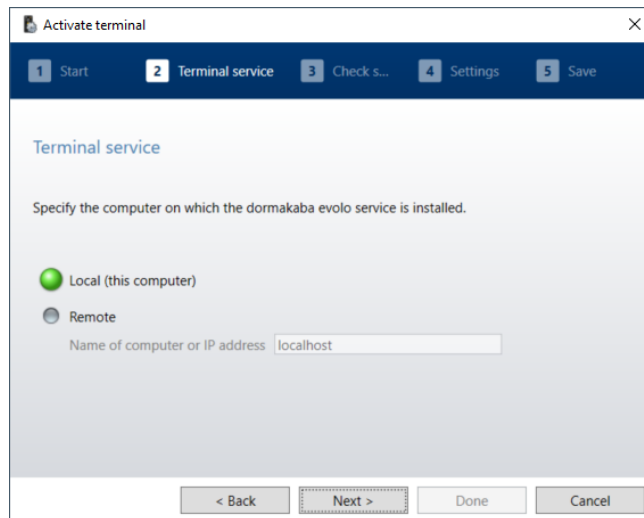 Activate terminal
1 Start 2 Terminal service 3 Check s... 4 Settings 5 Save
Terminal service
Specify the computer on which the dormakaba evolo service is installed.
Local (this computer)
Remote
Name of computer or IP address localhost
< Back Next > Done Cancel